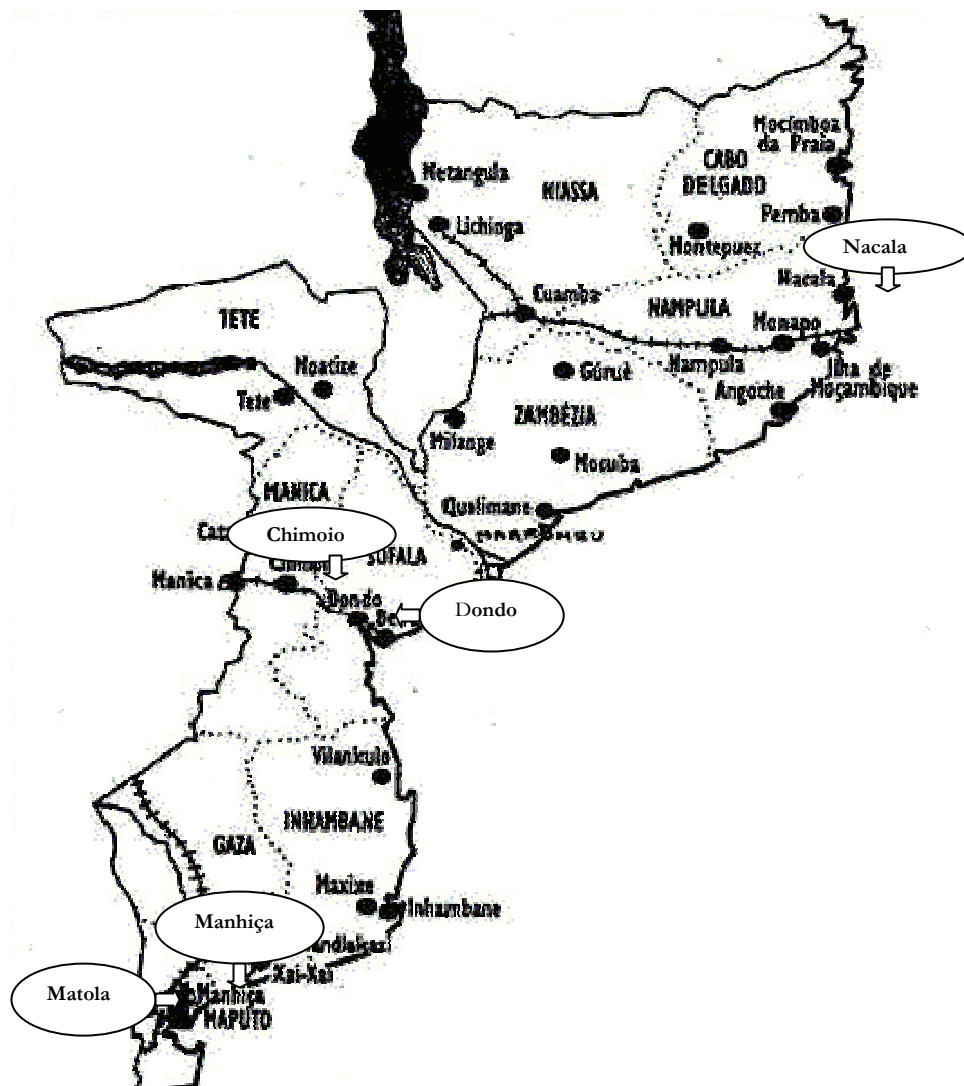 Mocímboa
da Praia
CABO
DELGADO
Metangula
NIASSA
Lichinga
Pemba
Montepuez
Nacala
Nacala
Cuamba
NAMPULA
Monapo
TETE
Nampula
Ilha de
Moçambique
Moatize
Gúruè
Angoche
Tete
ZAMBÉZIA
Milange
Mocuba
MANICA
Quelimane
Chimoio
SOFALA
Manica
Dondo
Dondo
Vilanculo
INHAMBANE
GAZA
Maxixe
Inhambane
Manhiça
Xai-Xai
Matola
Manhiça
MAPUTO